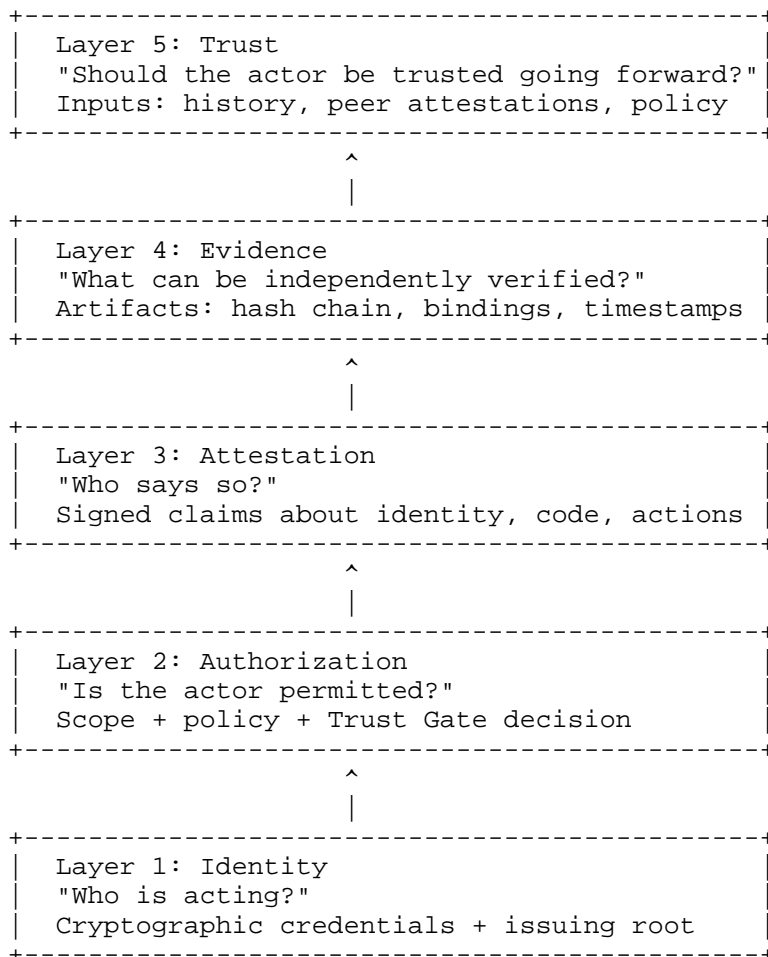 Layer 5: Trust
"Should the actor be trusted going forward?"
Inputs: history, peer attestations, policy
Layer 4: Evidence
"What can be independently verified?"
Artifacts: hash chain, bindings, timestamps
Layer 3: Attestation
"Who says so?"
Signed claims about identity, code, actions
Layer 2: Authorization
"Is the actor permitted?"
Scope + policy + Trust Gate decision
Layer 1: Identity
"Who is acting?"
Cryptographic credentials + issuing root